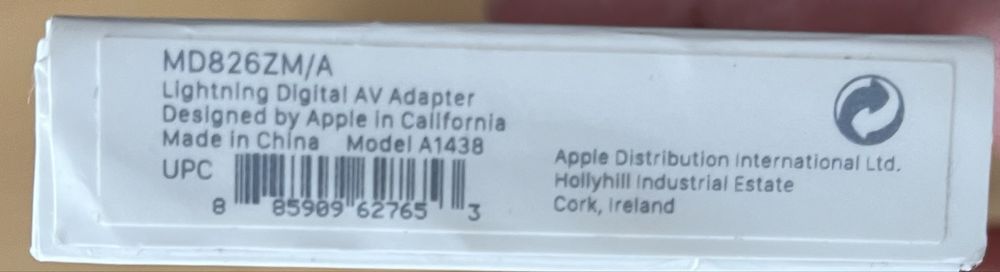 MD826ZM/A
Lightning Digital AV Adapter
Designed by Apple in California
Made in China Model A1438
UPC
8 85909 62765 3
Apple Distribution International Ltd.
Hollyhill Industrial Estate
Cork, Ireland